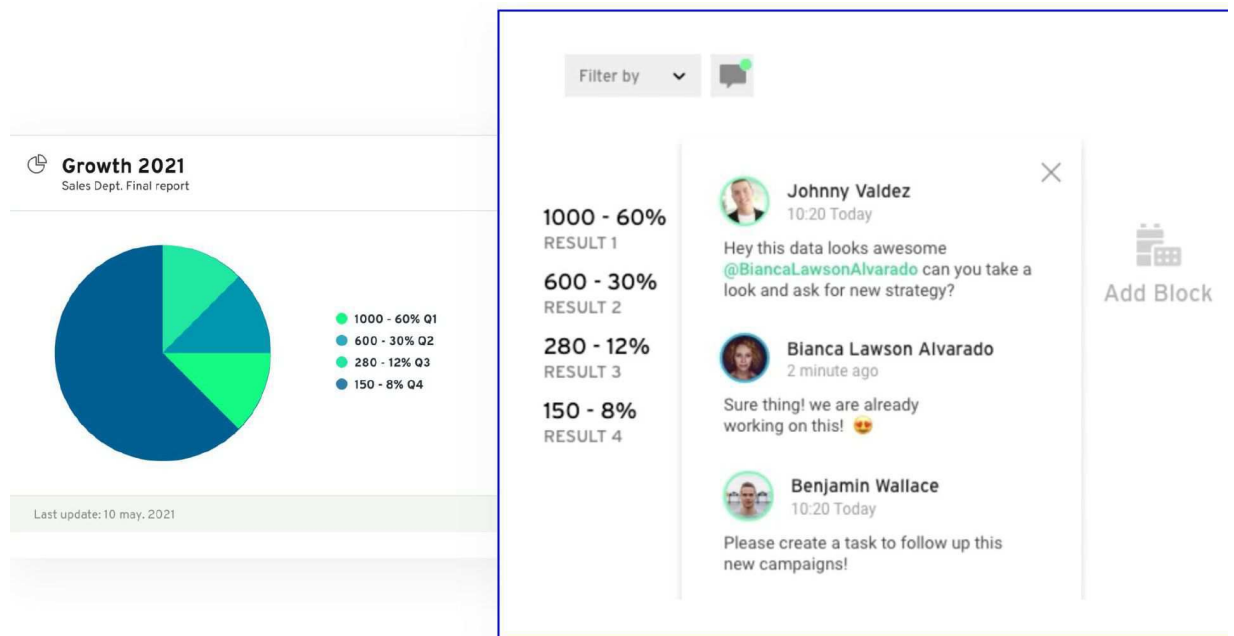 Growth 2021
Sales Dept. Final report
1000 - 60% Q1
600 - 30% Q2
280 - 12% Q3
150 - 8% Q4
Last update: 10 may. 2021
Filter by
1000 - 60%
RESULT 1
600 - 30%
RESULT 2
280 - 12%
RESULT 3
150 - 8%
RESULT 4
Johnny Valdez
10:20 Today
Hey this data looks awesome
@BiancaLawsonAlvarado can you take a
look and ask for new strategy?
Bianca Lawson Alvarado
2 minute ago
Sure thing! we are already
working on this! 😍
Benjamin Wallace
10:20 Today
Please create a task to follow up this
new campaigns!
Add Block